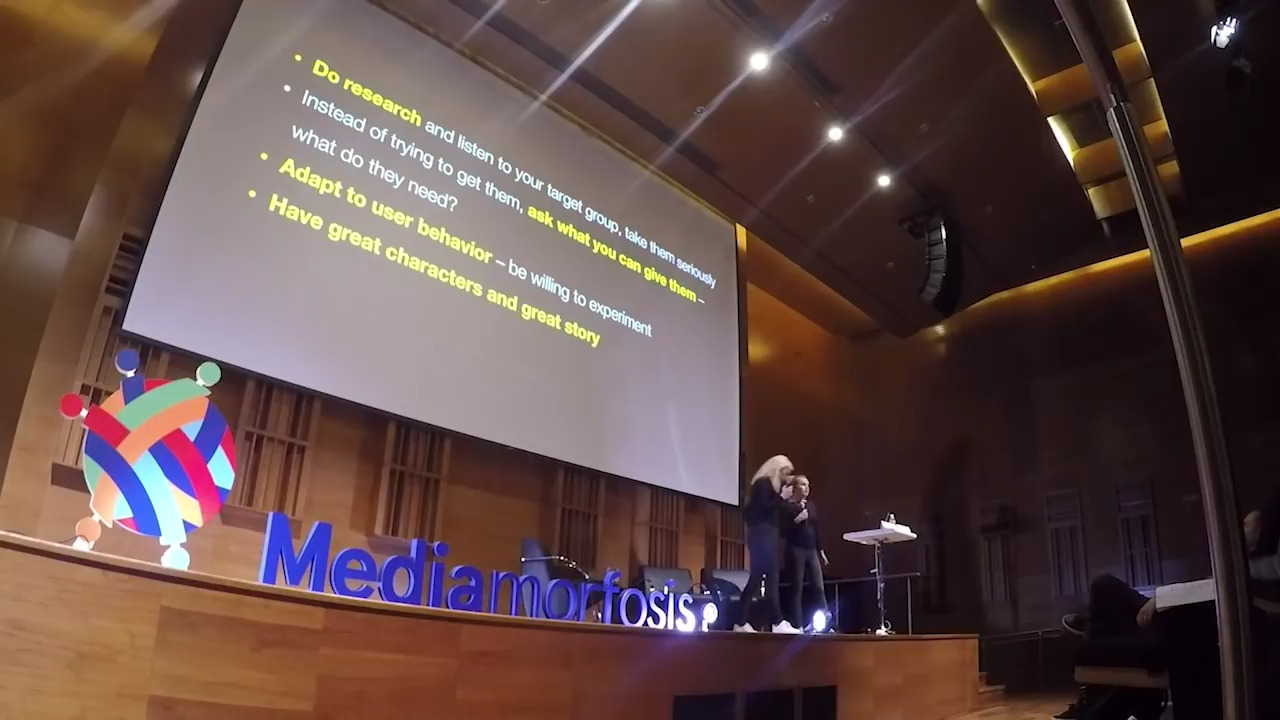 • Do research and listen to your target group, take them seriously
• Instead of trying to get them, ask what you can give them –
what do they need?
• Adapt to user behavior – be willing to experiment
• Have great characters and great story
Mediamorfosis